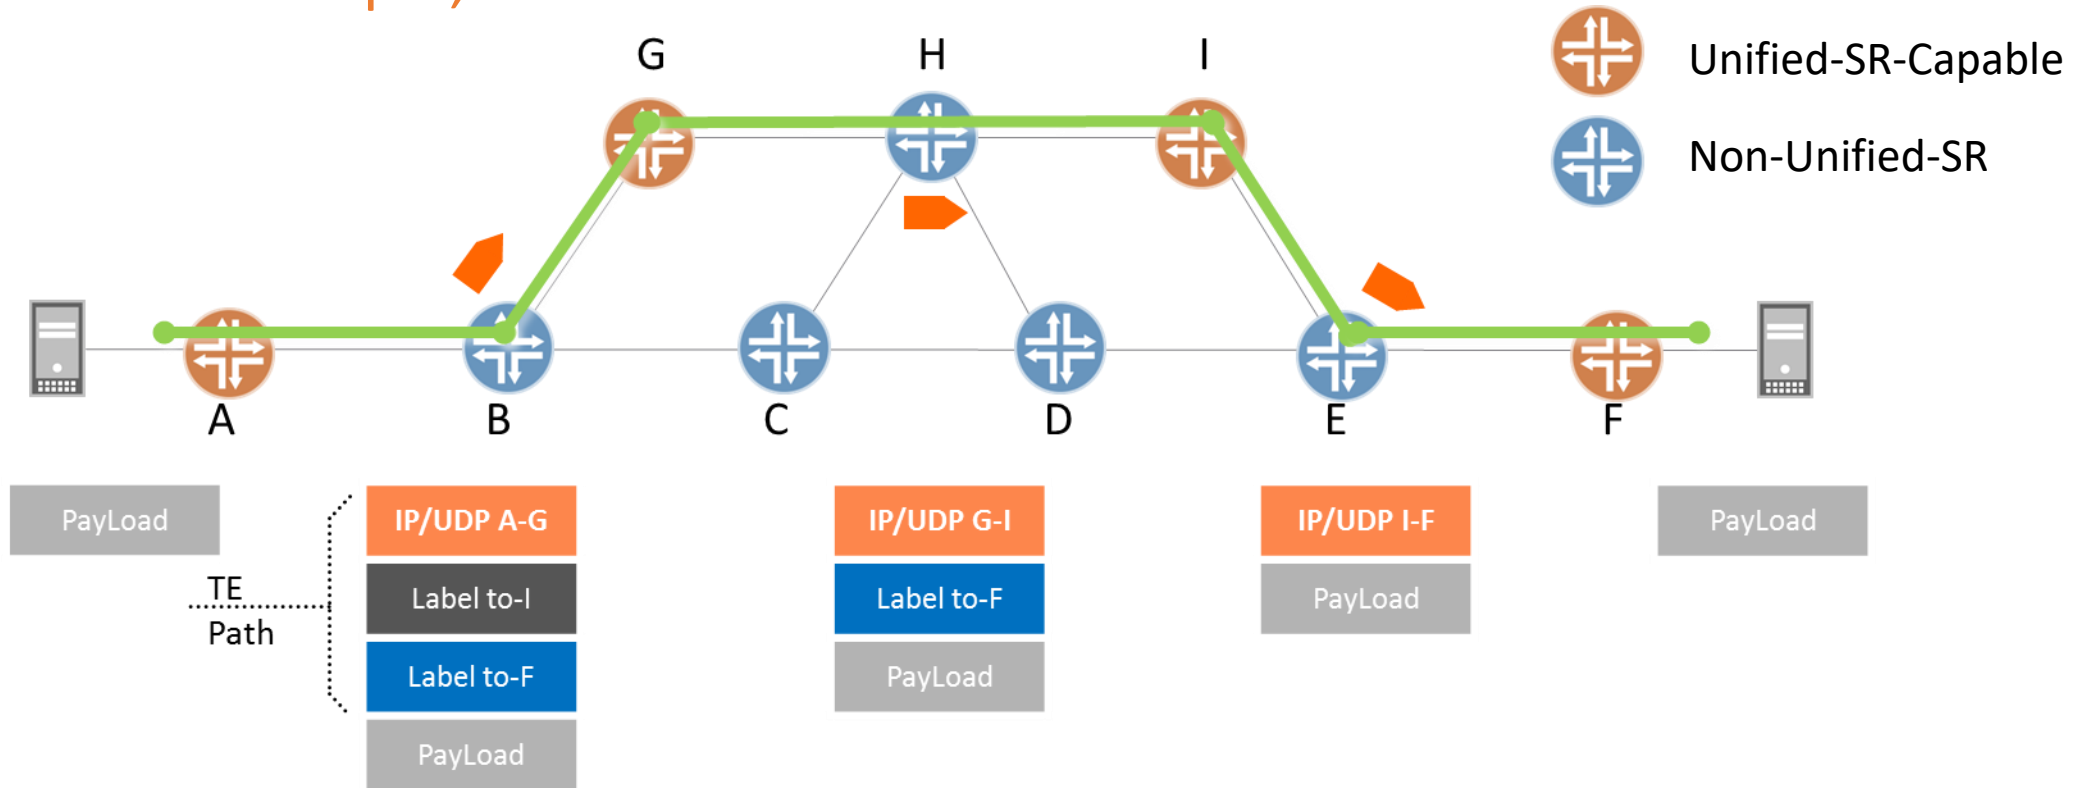 G
H
I
Unified-SR-Capable
Non-Unified-SR
A
B
C
D
E
F
PayLoad
IP/UDP A-G
IP/UDP G-I
IP/UDP I-F
PayLoad
TE
Path
Label to-I
Label to-F
PayLoad
Label to-F
PayLoad
PayLoad